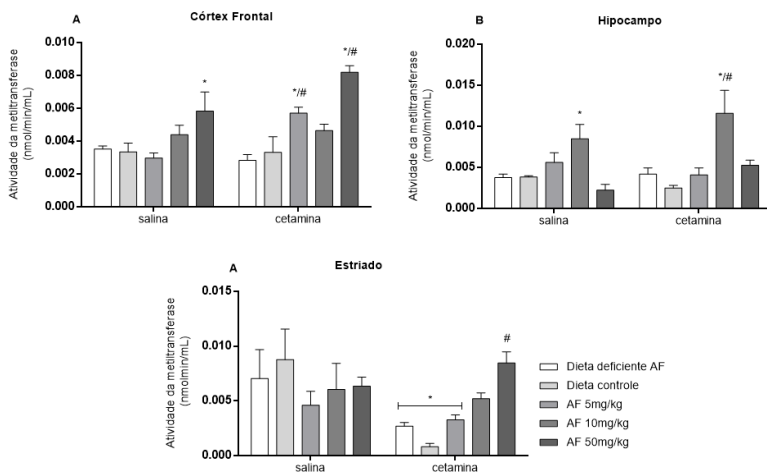 A
Córtex Frontal
Atividade da metiltransferase
(nmol/min/mL)
0.010
0.008
0.006
0.004
0.002
0.000
*
*/#
*/#
salina
cetamina
B
Hipocampo
Atividade da metiltransferase
(nmol/min/mL)
0.020
0.015
0.010
0.005
0.000
*
*/#
salina
cetamina
A
Estriado
Atividade da metiltransferase
(nmolmin/mL)
0.015
0.010
0.005
0.000
*
#
salina
cetamina
Dieta deficiente AF
Dieta controle
AF 5mg/kg
AF 10mg/kg
AF 50mg/kg